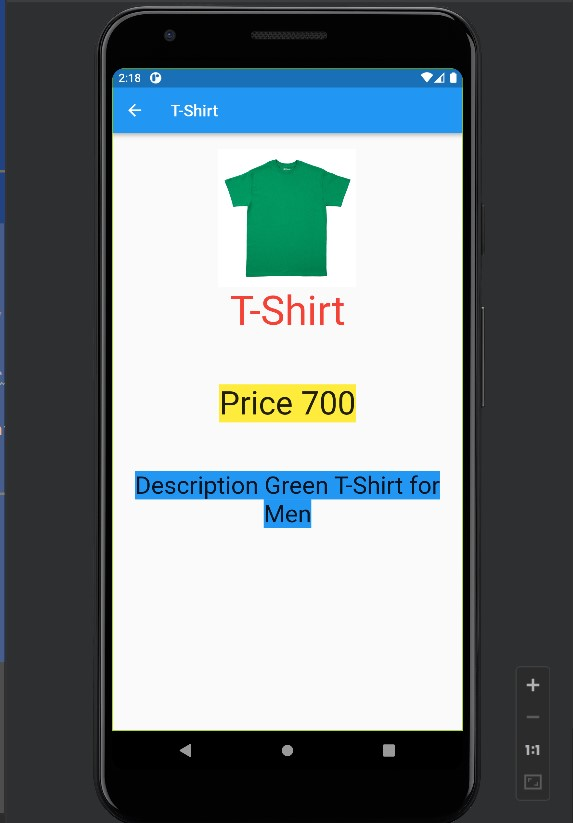 2:18
T-Shirt
T-Shirt
Price 700
Description Green T-Shirt for
Men
1:1